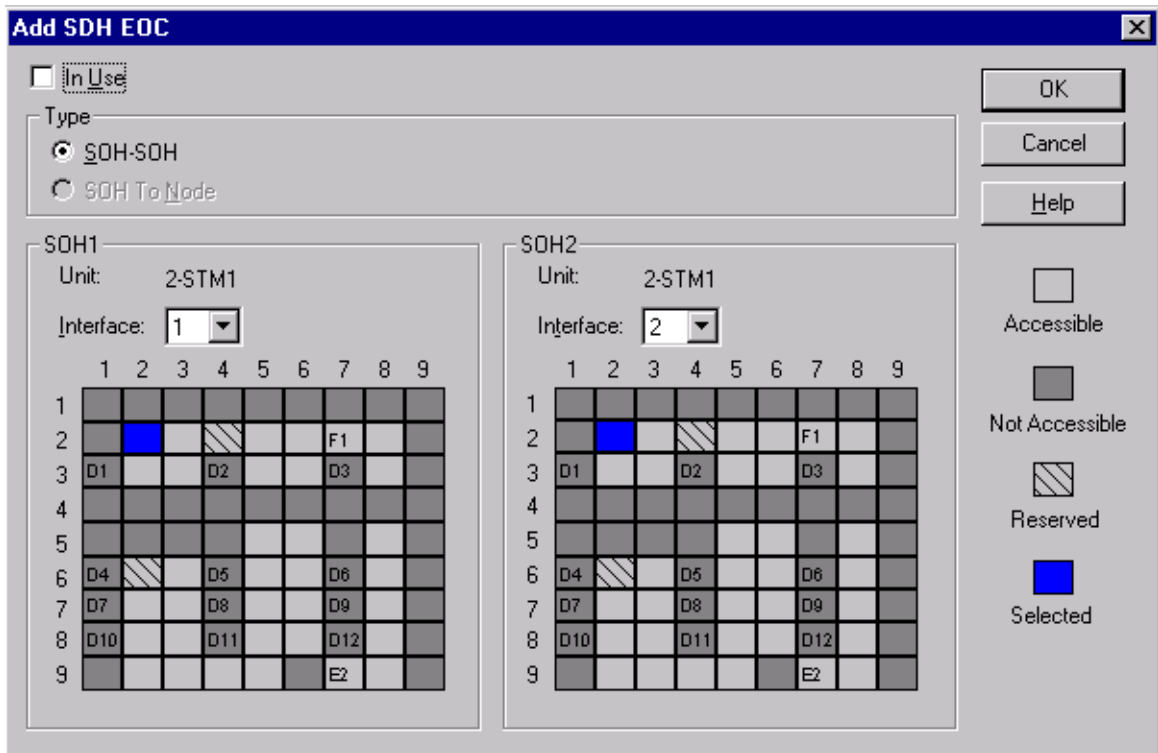 Add SDH EOC
In Use
OK
Type
SOH-SOH
Cancel
SOH To Node
Help
SOH1
Unit: 2-STM1
Interface: 1
1 2 3 4 5 6 7 8 9
1
2 F1
3 D1 D2 D3
4
5
6 D4 D5 D6
7 D7 D8 D9
8 D10 D11 D12
9 E2
SOH2
Unit: 2-STM1
Interface: 2
1 2 3 4 5 6 7 8 9
1
2 F1
3 D1 D2 D3
4
5
6 D4 D5 D6
7 D7 D8 D9
8 D10 D11 D12
9 E2
Accessible
Not Accessible
Reserved
Selected